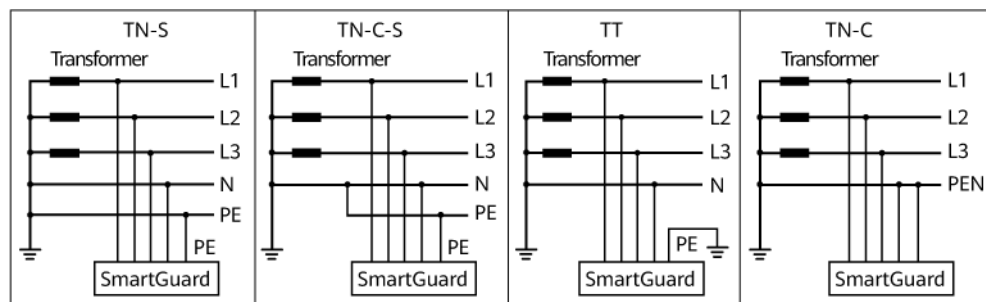 TN-S
Transformer
L1
L2
L3
N
PE
PE
SmartGuard
TN-C-S
Transformer
L1
L2
L3
N
PE
PE
SmartGuard
TT
Transformer
L1
L2
L3
N
PE
SmartGuard
TN-C
Transformer
L1
L2
L3
PEN
SmartGuard